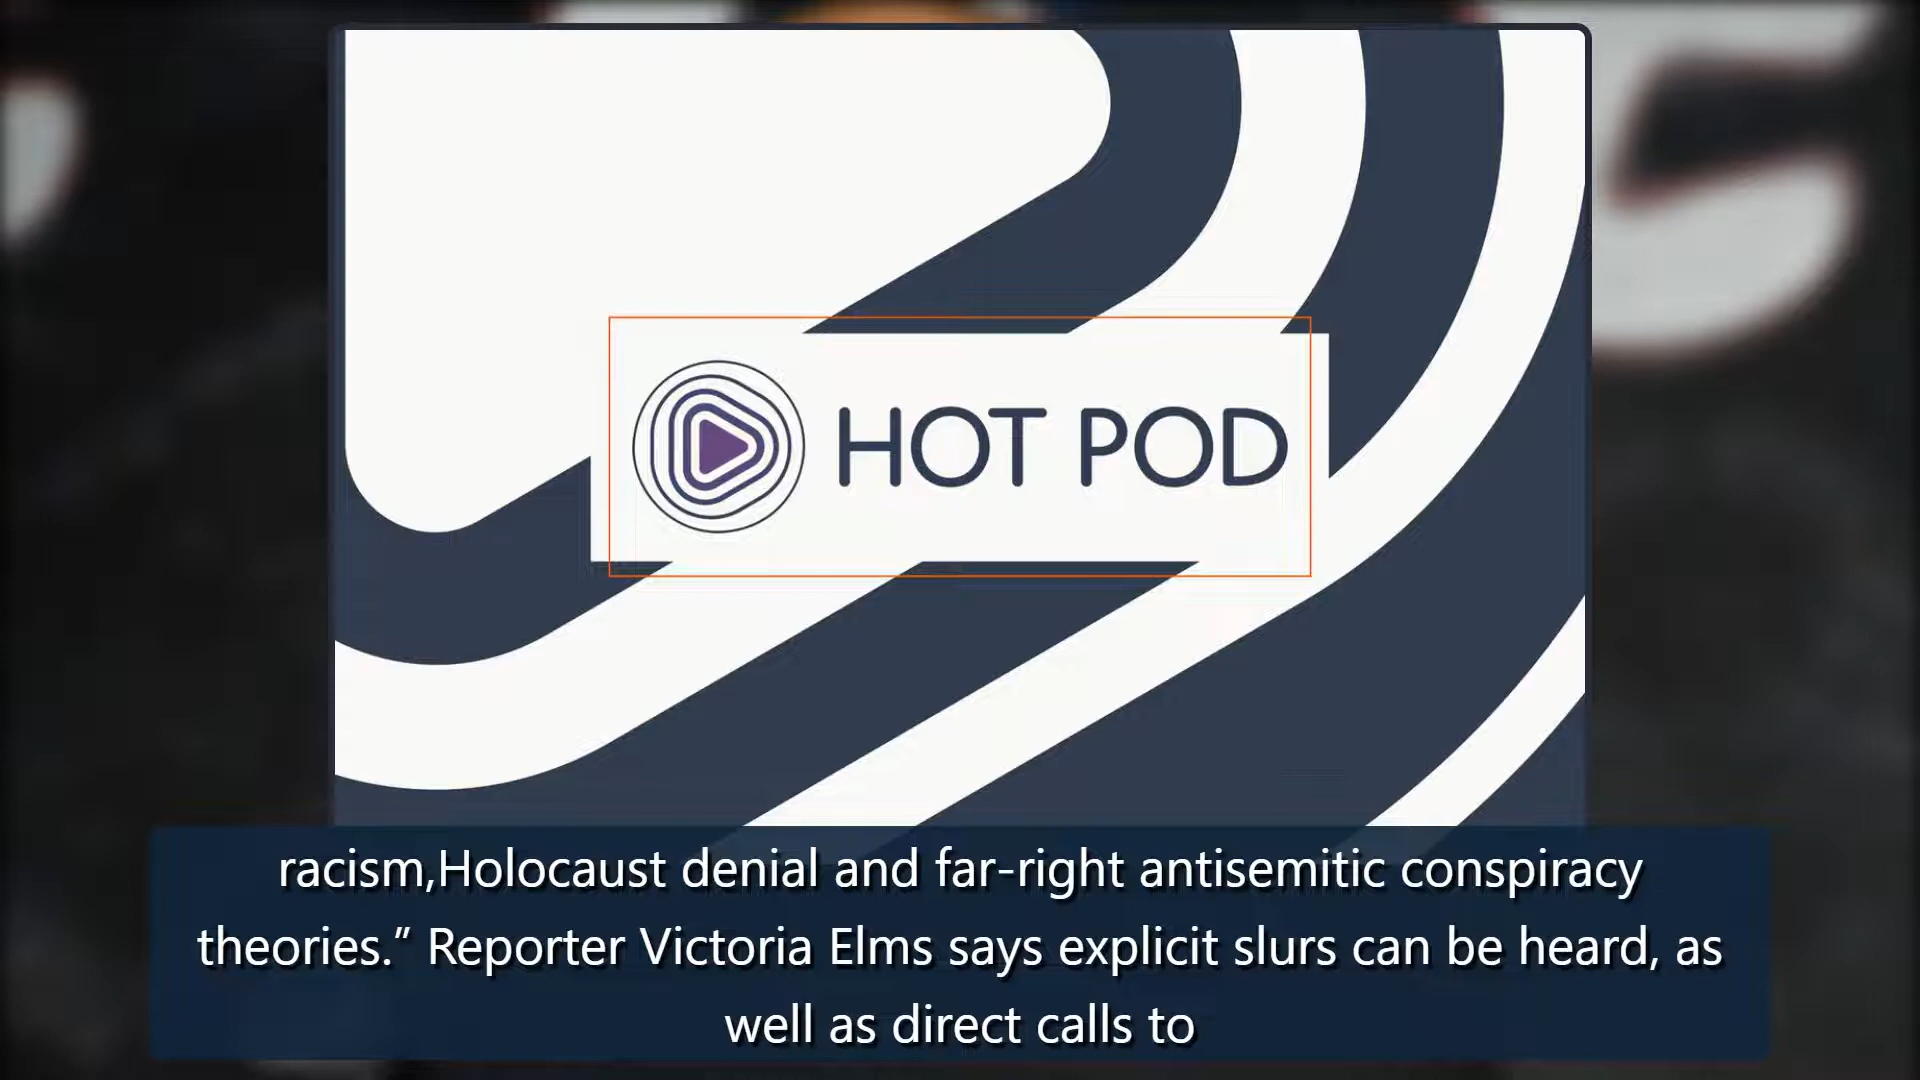 HOT POD
racism,Holocaust denial and far-right antisemitic conspiracy
theories.” Reporter Victoria Elms says explicit slurs can be heard, as
well as direct calls to